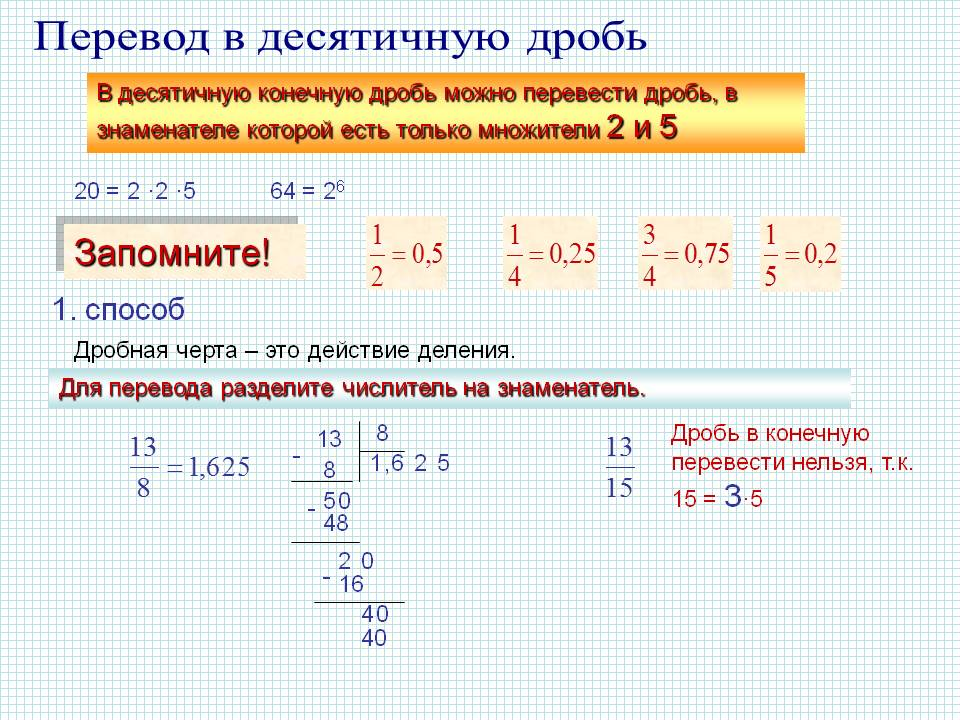 Перевод в десятичную дробь
В десятичную конечную дробь можно перевести дробь, в
знаменателе которой есть только множители 2 и 5
20 = 2 ·2 ·5 64 = 2⁶
Запомните!
1/2 = 0,5 1/4 = 0,25 3/4 = 0,75 1/5 = 0,2
1. способ
Дробная черта – это действие деления.
Для перевода разделите числитель на знаменатель.
13/8 = 1,625
13 8
- 8 1,6 2 5
50
- 48
2 0
- 16
40
40
13/15
Дробь в конечную
перевести нельзя, т.к.
15 = 3·5